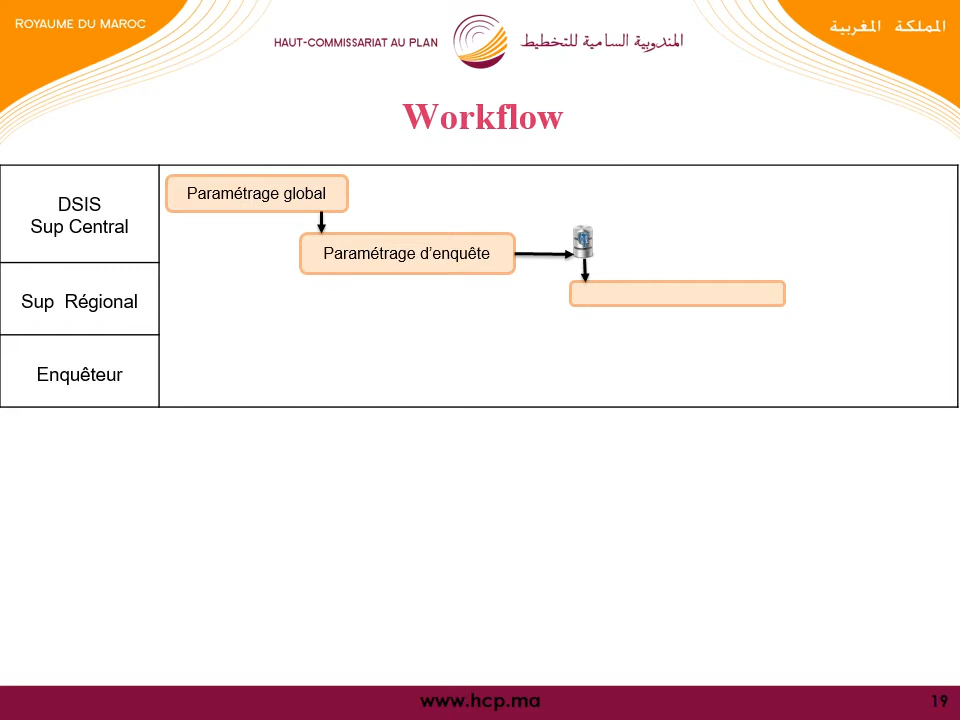 ROYAUME DU MAROC
HAUT-COMMISSARIAT AU PLAN
المندوبية السامية للتخطيط
المملكة المغربية
Workflow
DSIS
Sup Central
Paramétrage global
Paramétrage d’enquête
Sup Régional
Enquêteur
www.hcp.ma
19